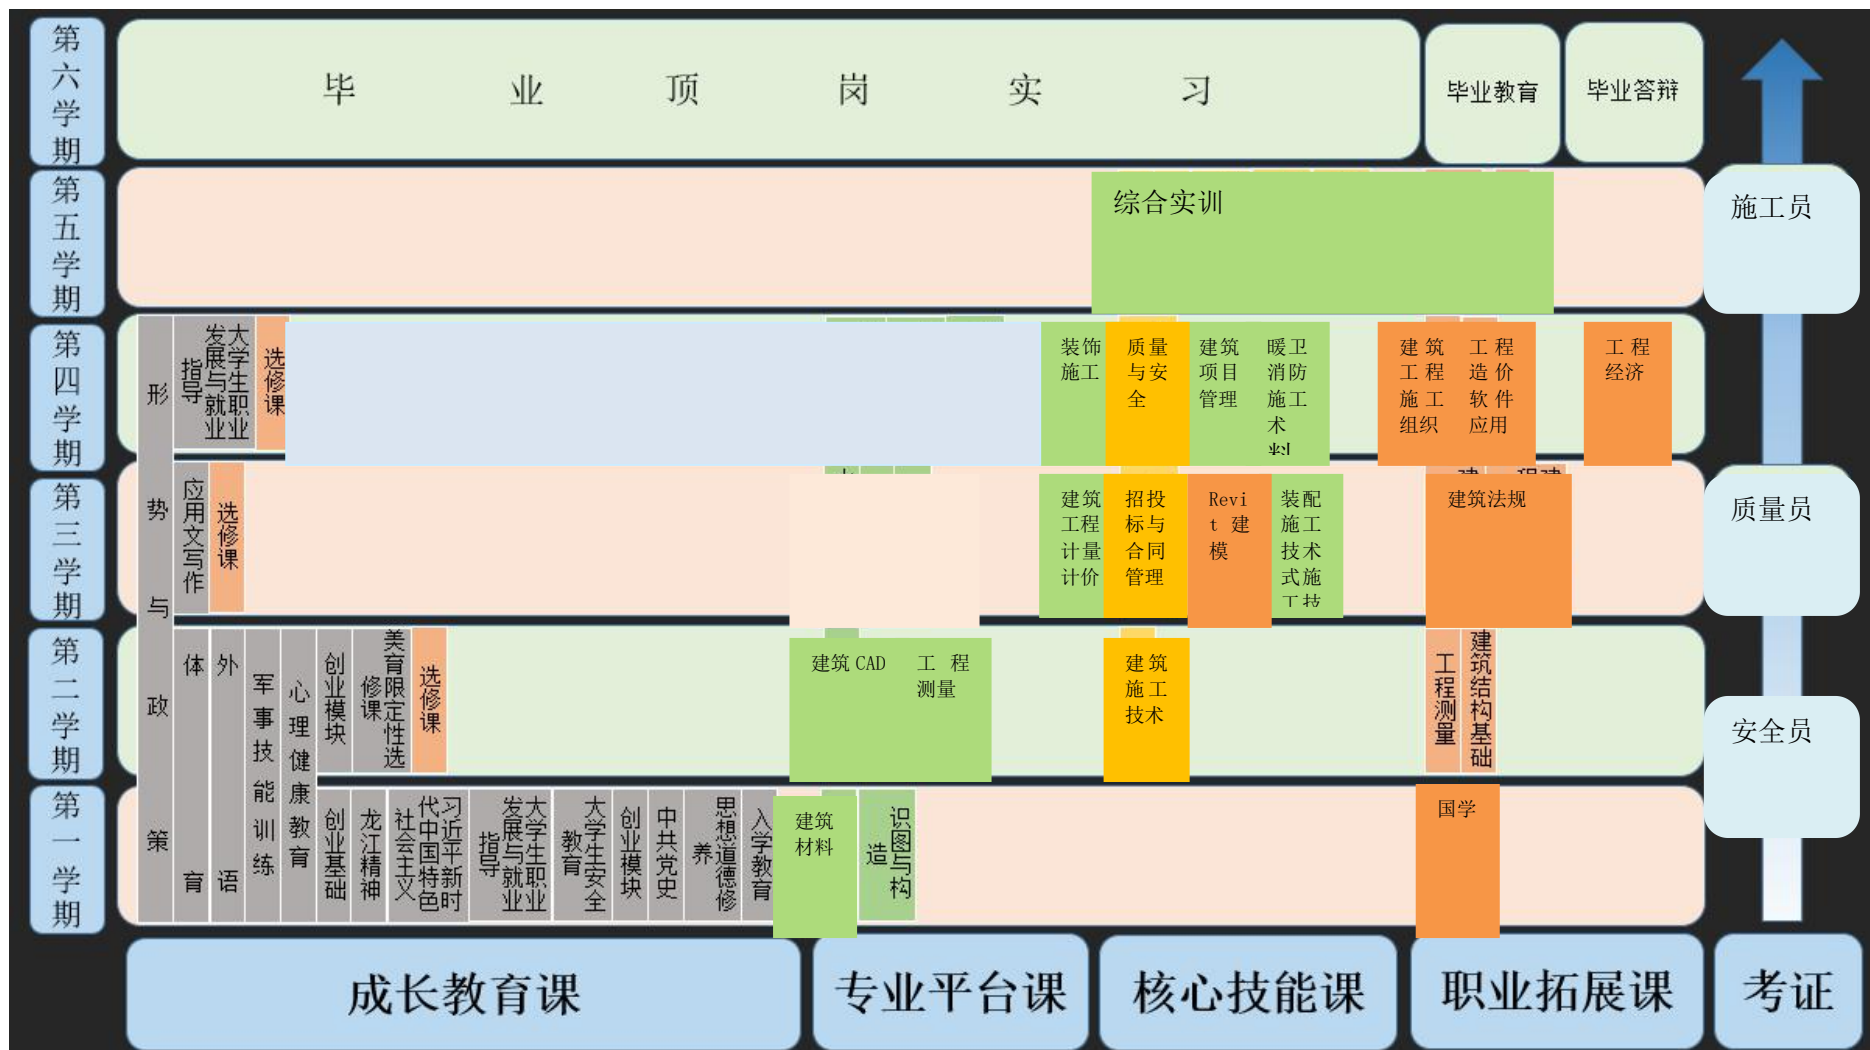 第六学期
毕业顶岗实习
毕业教育
毕业答辩
第五学期
综合实训
施工员
第四学期
形势与政策
大学生职业
发展与就业
指导
选修课
装饰
施工
质量
与安
全
建筑
项目
管理
暖卫
消防
施工
术
建筑
工程
施工
组织
工程
造价
软件
应用
工程
经济
第三学期
应用文写作
选修课
建筑
工程
计量
计价
招投
标与
合同
管理
Revi
t 建
模
装配
施工
技术
式施
工技
建筑法规
质量员
第二学期
体育
外语
军事技能训练
心理健康教育
创业模块
美育限定性选
修课
选修课
建筑 CAD
工程
测量
建筑
施工
技术
工程测量
建筑结构基础
安全员
第一学期
创业基础
龙江精神
习近平新时
代中国特色
社会主义
大学生职业
发展与就业
指导
大学生安全
教育
创业模块
中共党史
思想道德修
养
入学教育
建筑
材料
识图与构
造
国学
成长教育课
专业平台课
核心技能课
职业拓展课
考证